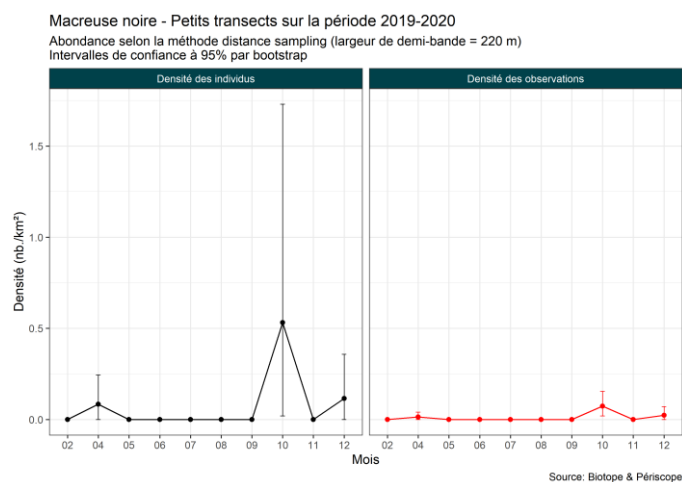 Macreuse noire - Petits transects sur la période 2019-2020
Abondance selon la méthode distance sampling (largeur de demi-bande = 220 m)
Intervalles de confiance à 95% par bootstrap
Densité des individus
Densité des observations
Densité (nb./km²)
1.5
1.0
0.5
0.0
02 04 05 06 07 08 09 10 11 12
02 04 05 06 07 08 09 10 11 12
Mois
Source: Biotope & Périscope